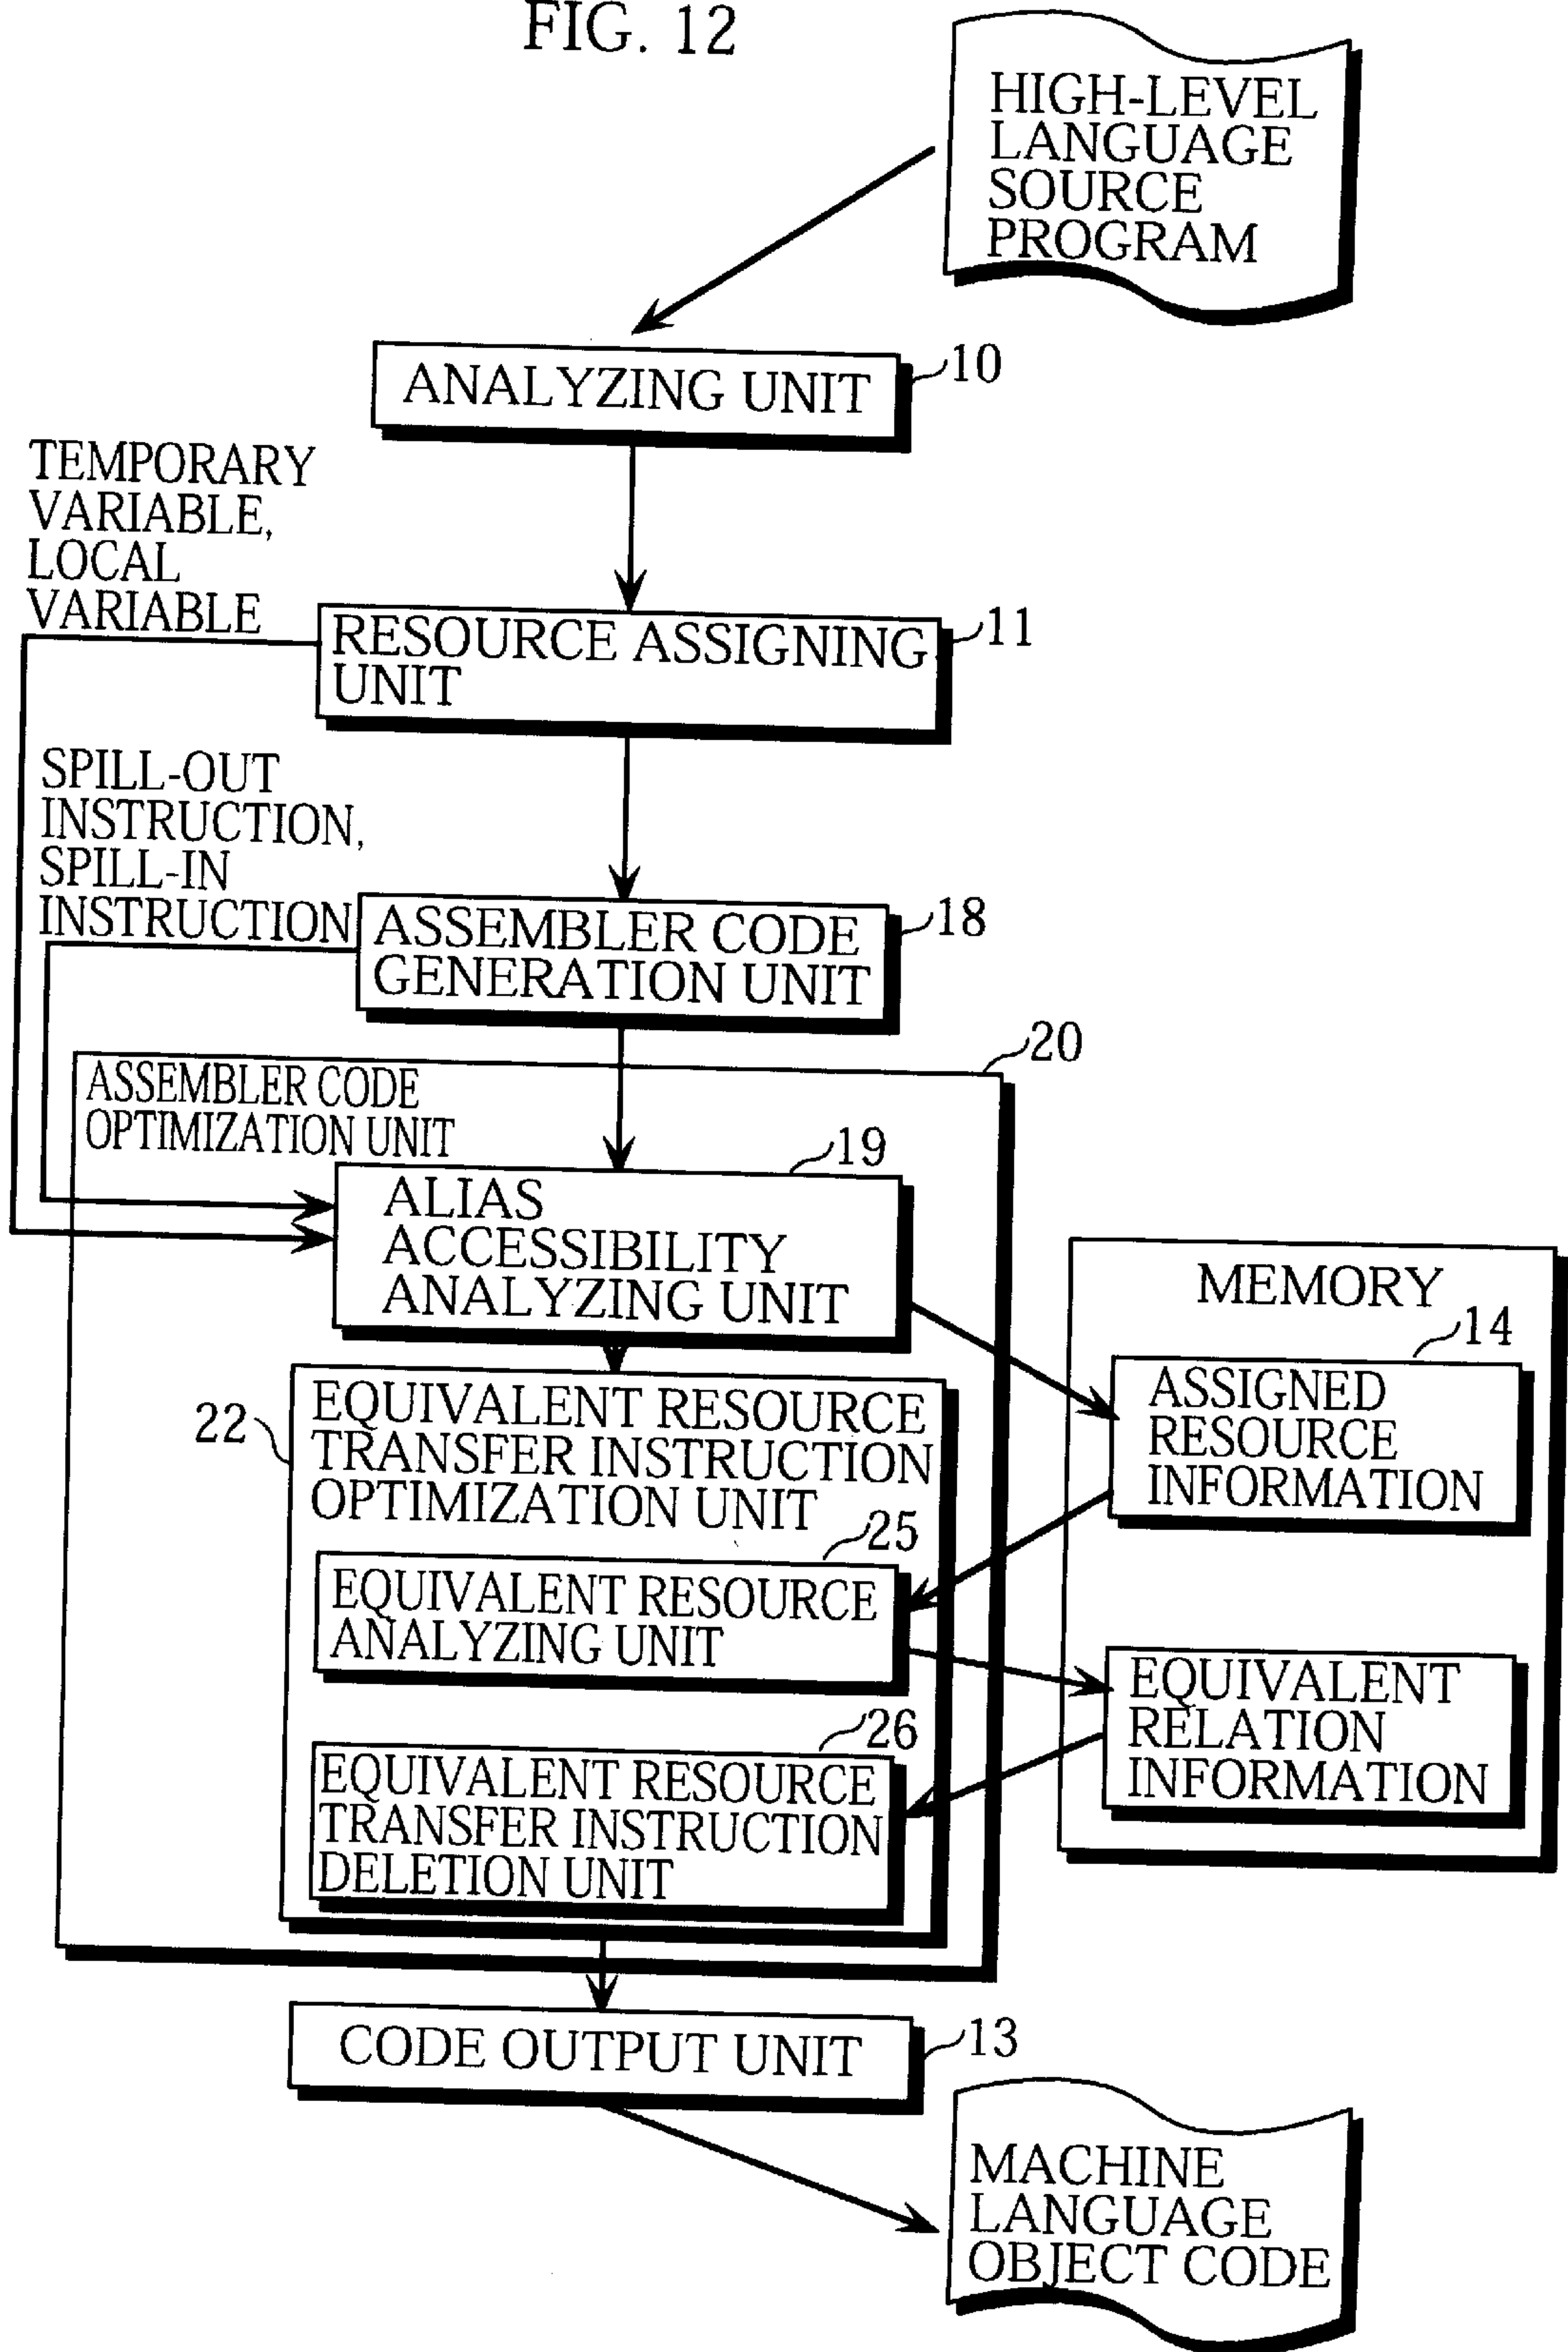 FIG. 12
HIGH-LEVEL
LANGUAGE
SOURCE
PROGRAM
ANALYZING UNIT
10
TEMPORARY
VARIABLE,
LOCAL
VARIABLE
RESOURCE ASSIGNING
UNIT
11
SPILL-OUT
INSTRUCTION,
SPILL-IN
INSTRUCTION
ASSEMBLER CODE
GENERATION UNIT
18
20
ASSEMBLER CODE
OPTIMIZATION UNIT
19
ALIAS
ACCESSIBILITY
ANALYZING UNIT
MEMORY
14
ASSIGNED
RESOURCE
INFORMATION
22
EQUIVALENT RESOURCE
TRANSFER INSTRUCTION
OPTIMIZATION UNIT
25
EQUIVALENT RESOURCE
ANALYZING UNIT
EQUIVALENT
RELATION
INFORMATION
26
EQUIVALENT RESOURCE
TRANSFER INSTRUCTION
DELETION UNIT
CODE OUTPUT UNIT
13
MACHINE
LANGUAGE
OBJECT CODE